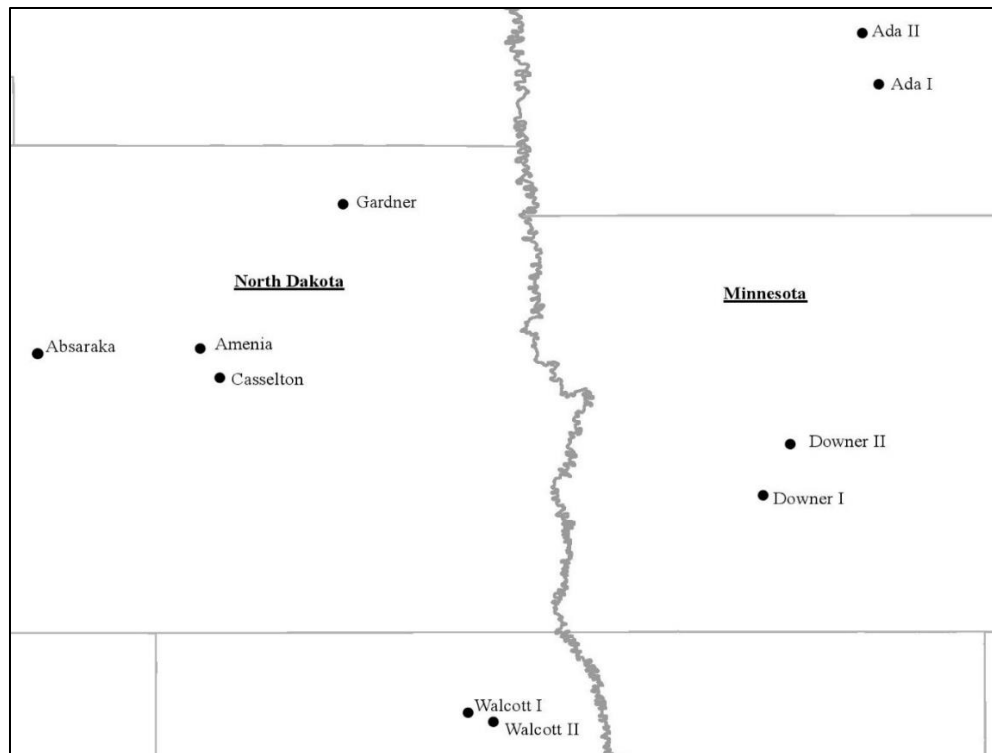 Ada II
Ada I
Gardner
North Dakota
Minnesota
Absaraka
Amenia
Casselton
Downer II
Downer I
Walcott I
Walcott II